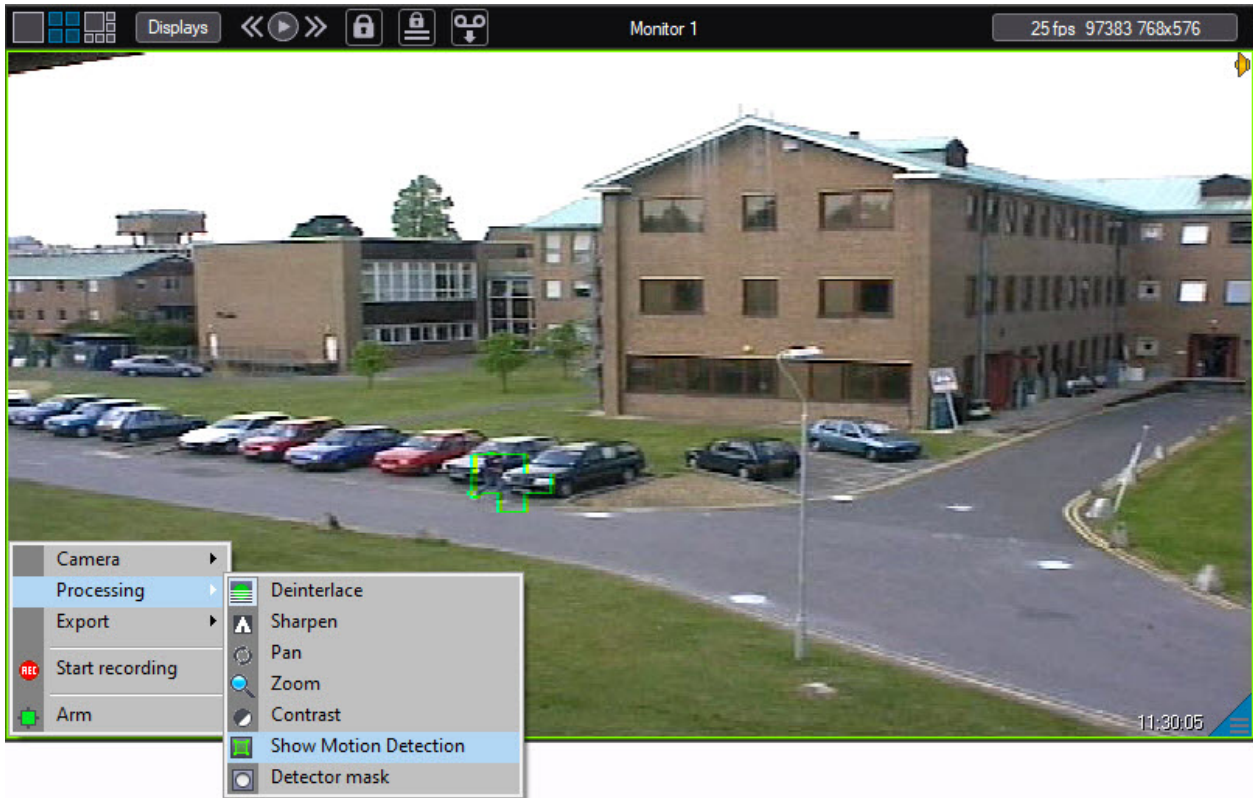 Displays
Monitor 1
25 fps 97383 768x576
Camera
Processing
Export
REC Start recording
Arm
Deinterlace
Sharpen
Pan
Zoom
Contrast
Show Motion Detection
Detector mask
11:30:05